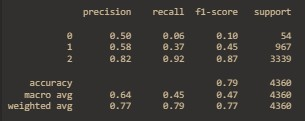 precision recall f1-score support
0 0.50 0.06 0.10 54
1 0.58 0.37 0.45 967
2 0.82 0.92 0.87 3339
accuracy 0.79 4360
macro avg 0.64 0.45 0.47 4360
weighted avg 0.77 0.79 0.77 4360